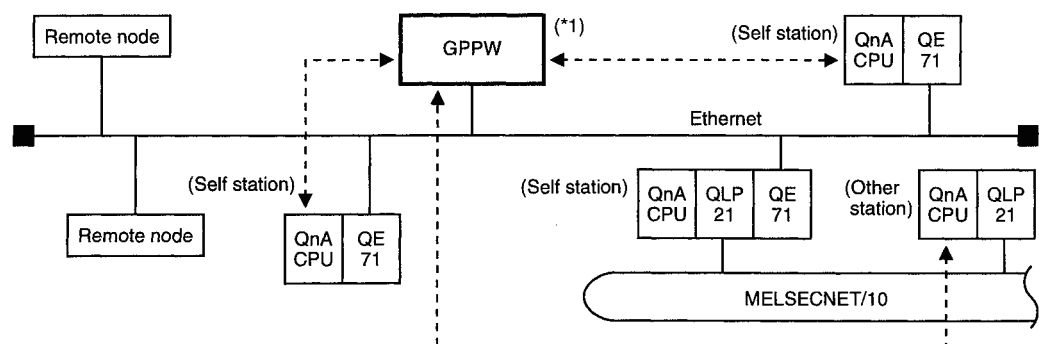 Remote node
GPPW
(*1)
(Self station)
QnA
CPU
QE
71
Ethernet
(Self station)
Remote node
QnA
CPU
QE
71
(Self station)
QnA
CPU
QLP
21
QE
71
(Other
station)
QnA
CPU
QLP
21
MELSECNET/10